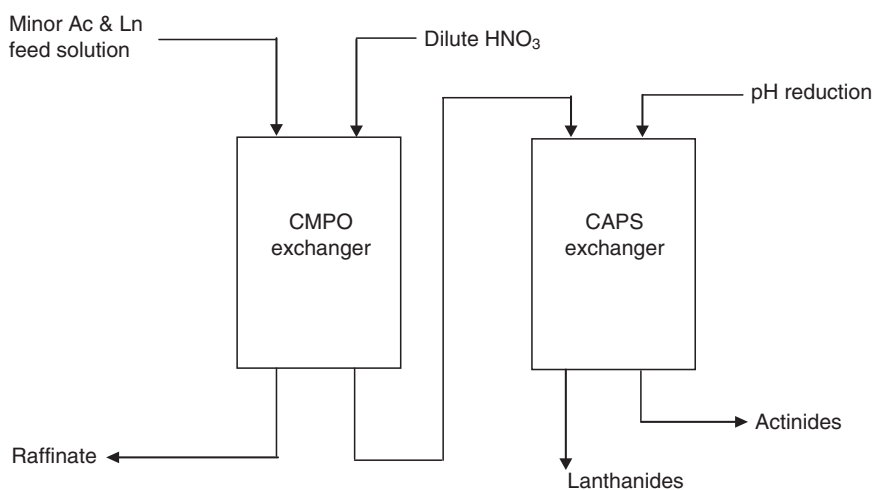 Minor Ac & Ln
feed solution
Dilute HNO₃
pH reduction
CMPO
exchanger
CAPS
exchanger
Actinides
Raffinate
Lanthanides